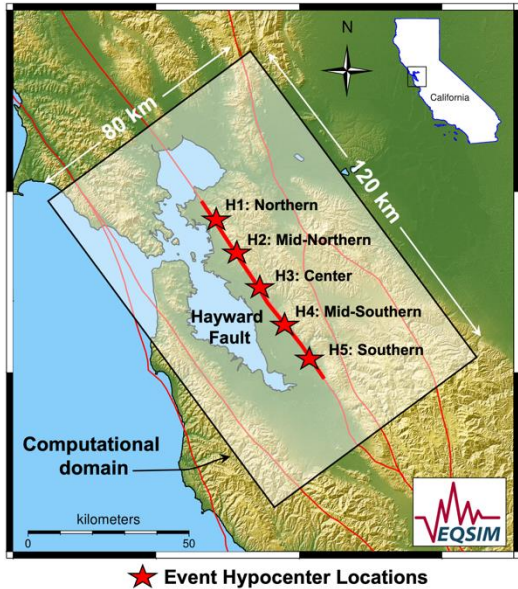 N
California
80 km
120 km
H1: Northern
H2: Mid-Northern
H3: Center
H4: Mid-Southern
H5: Southern
Hayward
Fault
Computational
domain
kilometers
0
50
EQSIM
Event Hypocenter Locations